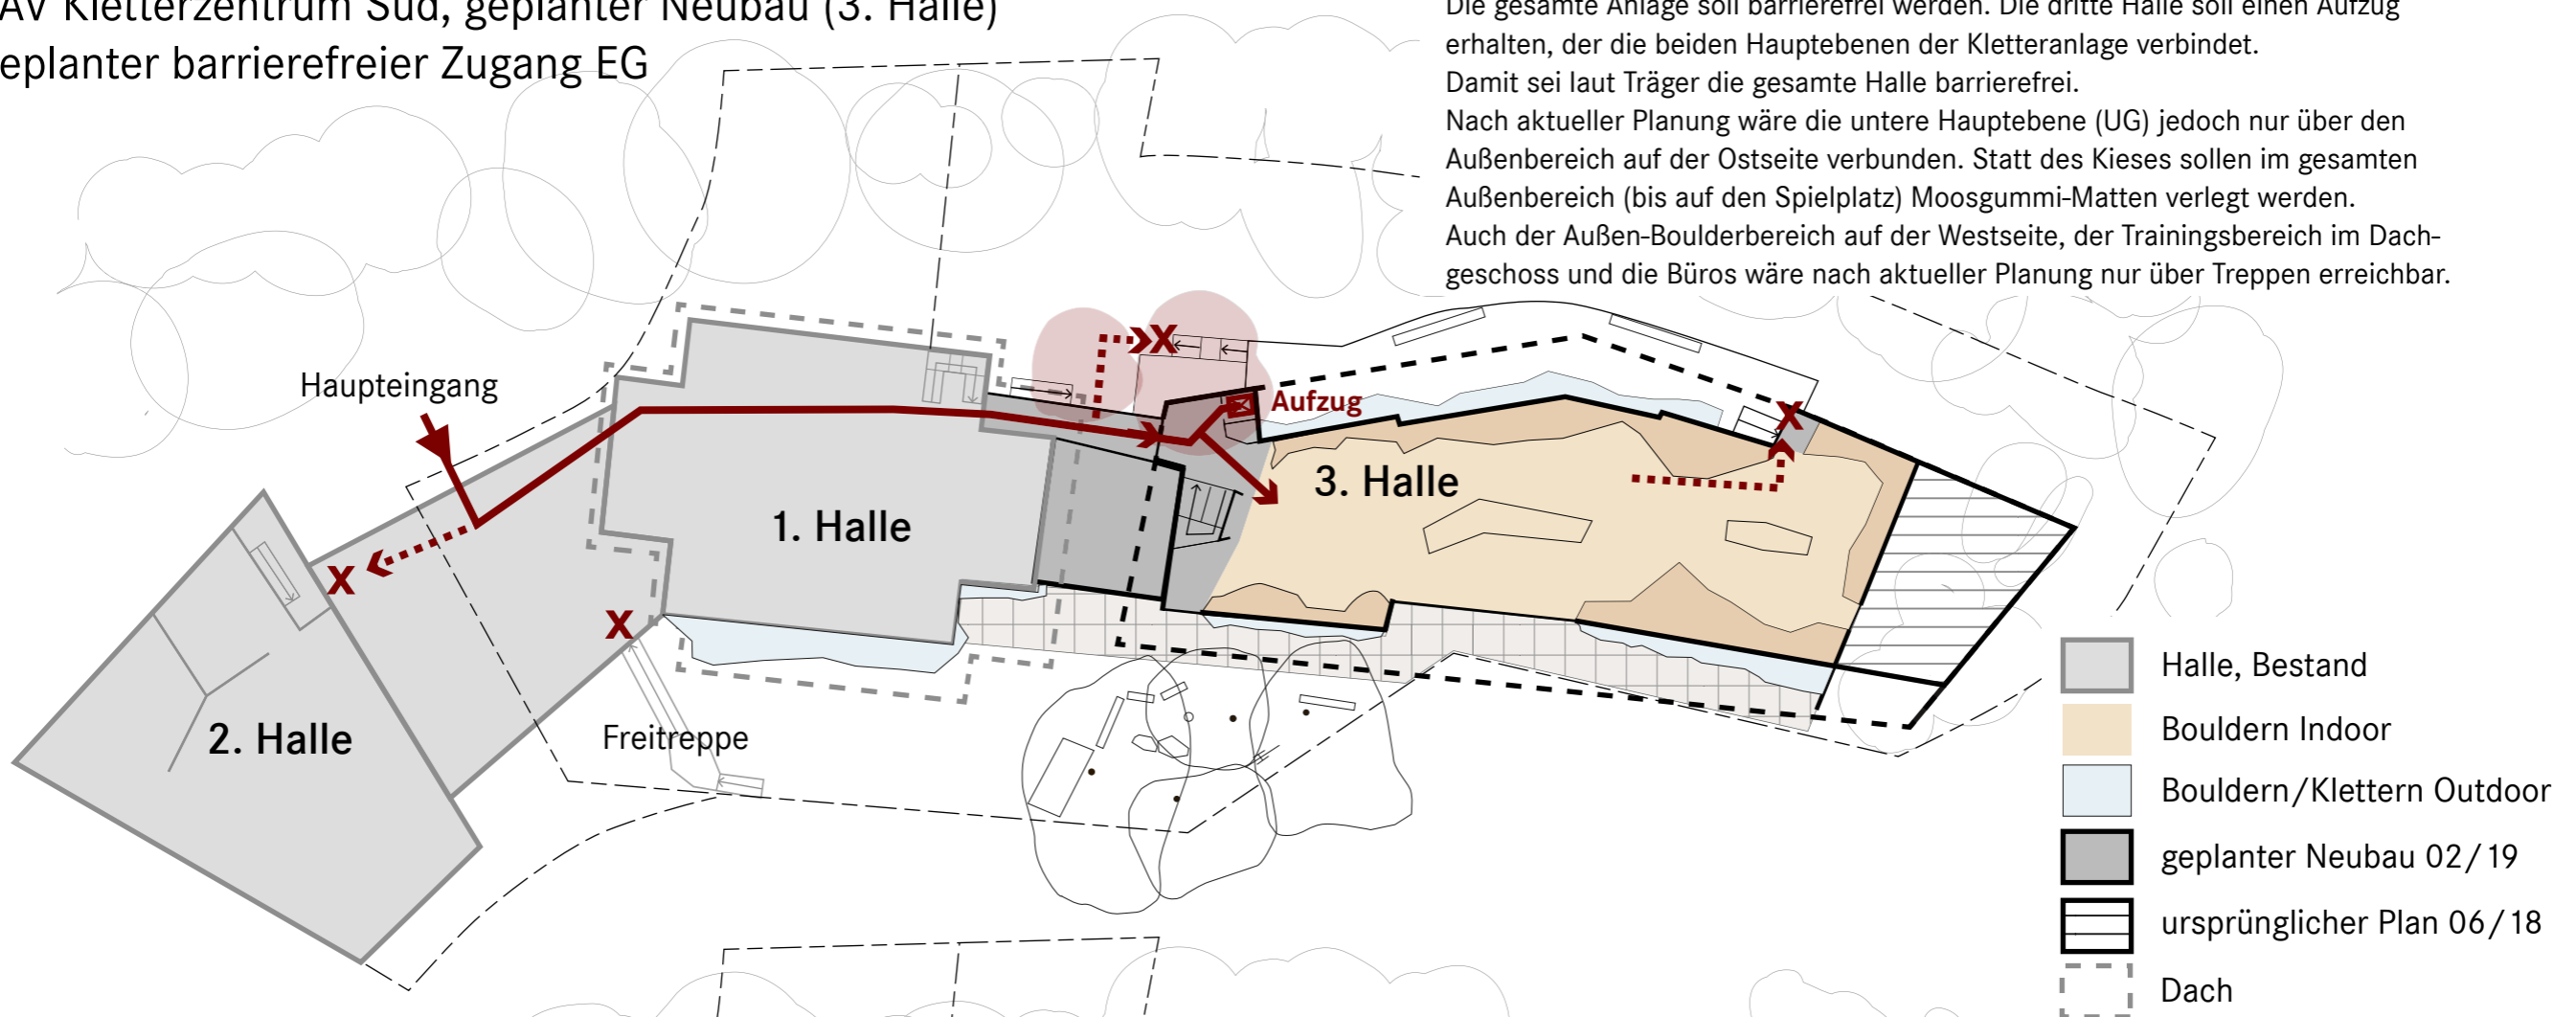 AV Kletterzentrum Süd, geplanter Neubau (3. Halle)
eplanter barrierefreier Zugang EG
Die gesamte Anlage soll barrierefrei werden. Die dritte Halle soll einen Aufzug
erhalten, der die beiden Hauptebenen der Kletteranlage verbindet.
Damit sei laut Träger die gesamte Halle barrierefrei.
Nach aktueller Planung wäre die untere Hauptebene (UG) jedoch nur über den
Außenbereich auf der Ostseite verbunden. Statt des Kieses sollen im gesamten
Außenbereich (bis auf den Spielplatz) Moosgummi-Matten verlegt werden.
Auch der Außen-Boulderbereich auf der Westseite, der Trainingsbereich im Dach-
geschoss und die Büros wäre nach aktueller Planung nur über Treppen erreichbar.
Haupteingang
X
Aufzug
X
3. Halle
1. Halle
X
X
2. Halle
Freitreppe
Halle, Bestand
Bouldern Indoor
Bouldern/Klettern Outdoor
geplanter Neubau 02/19
ursprünglicher Plan 06/18
Dach